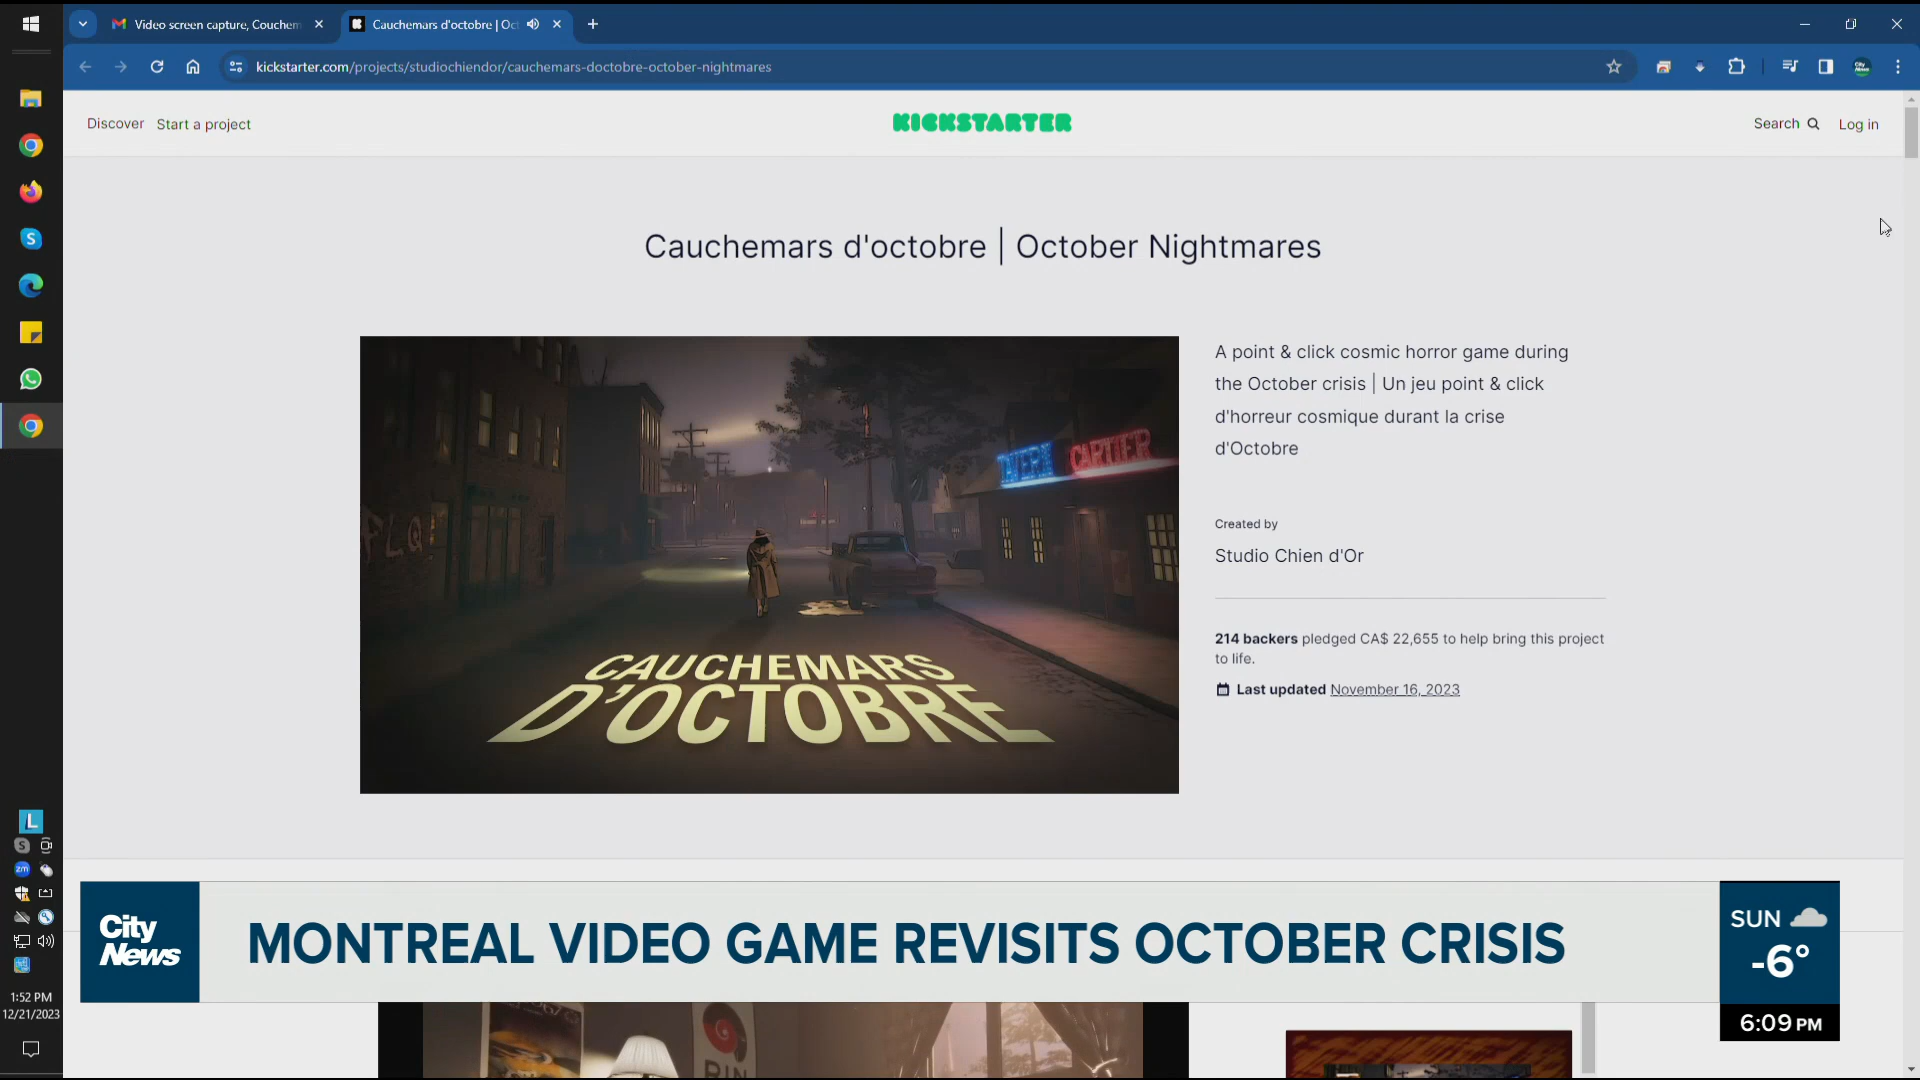 Video screen capture, Couchem
Cauchemars d'octobre | Oct
kickstarter.com/projects/studiochiendor/cauchemars-doctobre-october-nightmares
Discover
Start a project
KICKSTARTER
Search
Log in
Cauchemars d'octobre | October Nightmares
A point & click cosmic horror game during
the October crisis | Un jeu point & click
d'horreur cosmique durant la crise
d'Octobre
Created by
Studio Chien d'Or
214 backers pledged CA$ 22,655 to help bring this project
to life.
Last updated November 16, 2023
FLQ
TAVERN CARTIER
CAUCHEMARS
D'OCTOBRE
City
News
MONTREAL VIDEO GAME REVISITS OCTOBER CRISIS
SUN
-6°
6:09 PM
L
zm
1:52 PM
12/21/2023